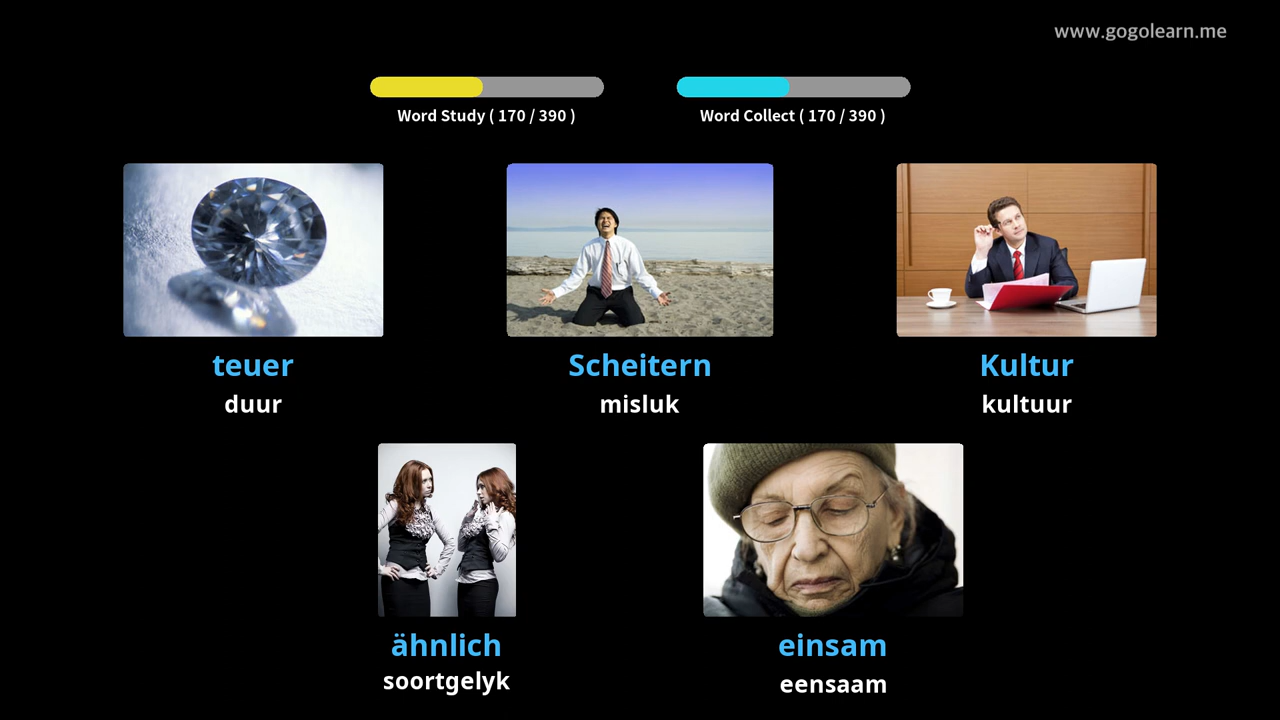 www.gogolearn.me
Word Study ( 170 / 390 )
Word Collect ( 170 / 390 )
teuer
duur
Scheitern
misluk
Kultur
kultuur
ähnlich
soortgelyk
einsam
eensaam